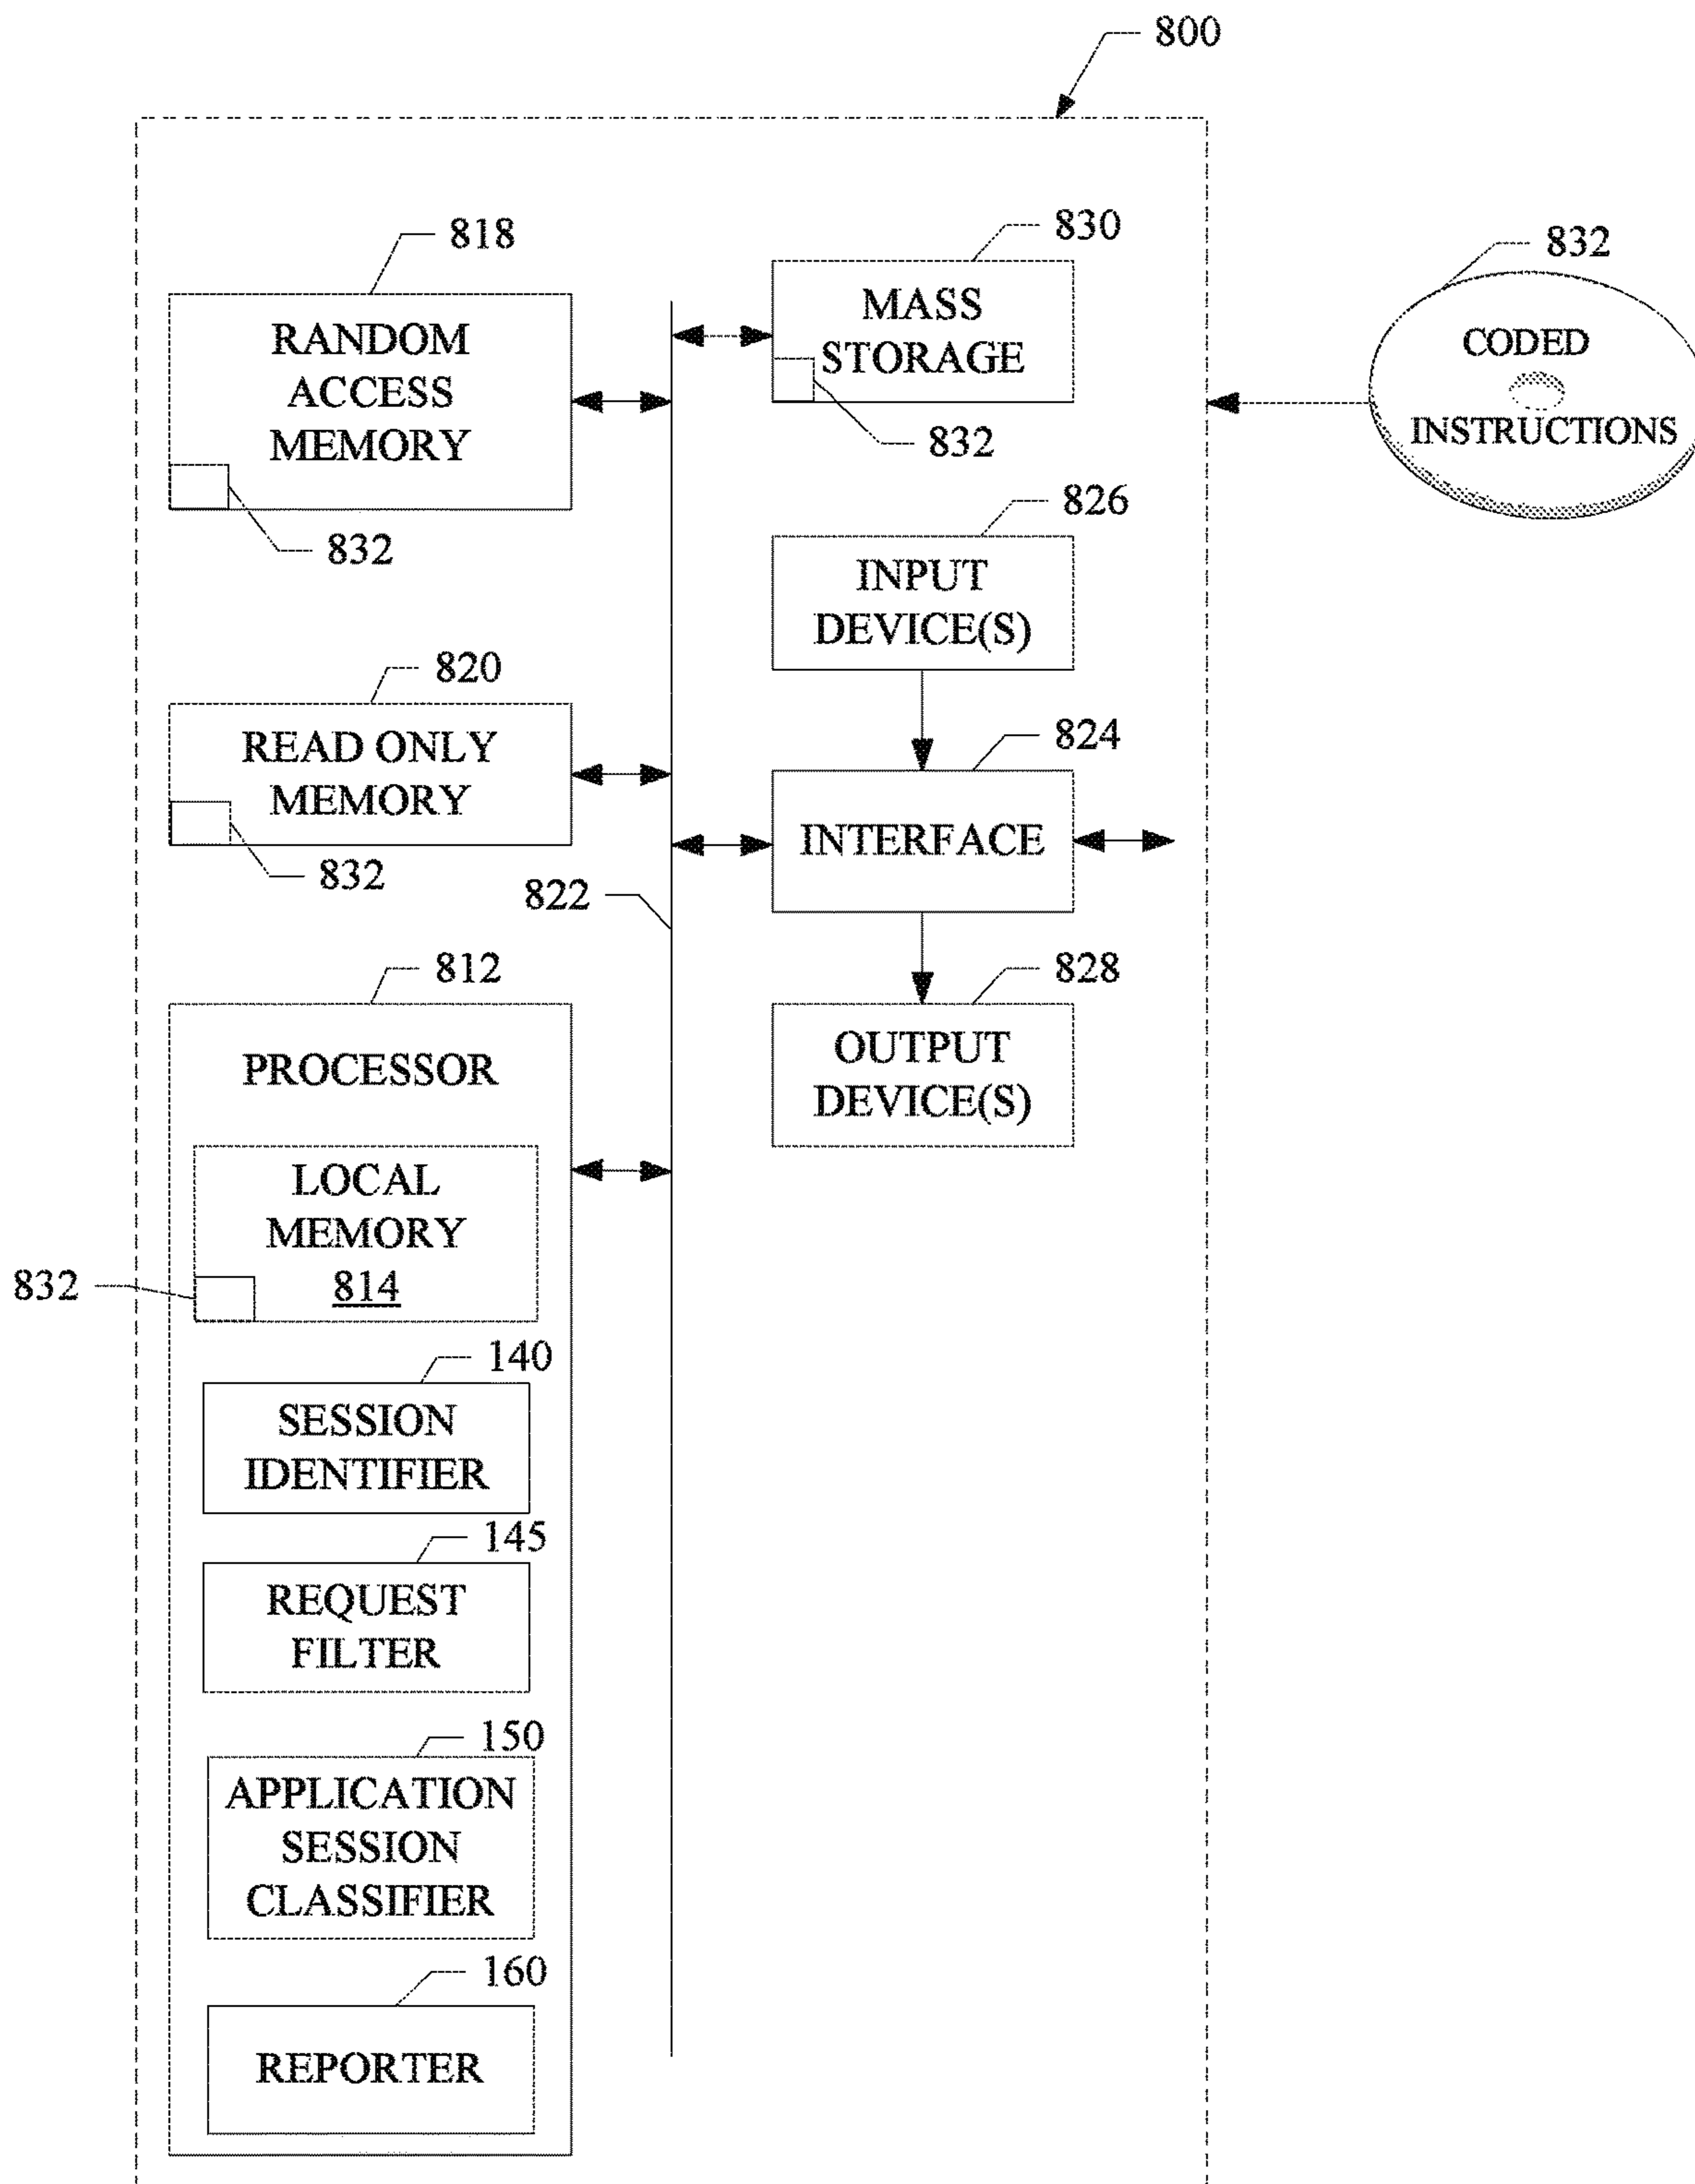 800
818
RANDOM
ACCESS
MEMORY
832
830
MASS
STORAGE
832
832
CODED
INSTRUCTIONS
826
INPUT
DEVICE(S)
820
READ ONLY
MEMORY
832
824
INTERFACE
822
828
OUTPUT
DEVICE(S)
812
PROCESSOR
LOCAL
MEMORY
814
832
140
SESSION
IDENTIFIER
145
REQUEST
FILTER
150
APPLICATION
SESSION
CLASSIFIER
160
REPORTER